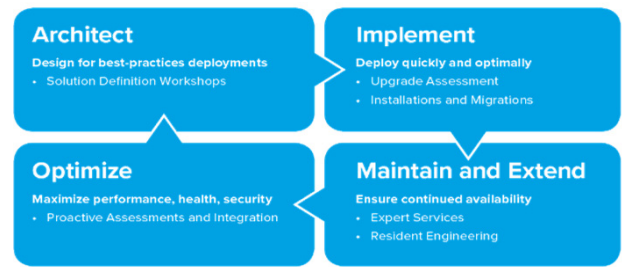 Architect
Design for best-practices deployments
• Solution Definition Workshops
Implement
Deploy quickly and optimally
• Upgrade Assessment
• Installations and Migrations
Optimize
Maximize performance, health, security
• Proactive Assessments and Integration
Maintain and Extend
Ensure continued availability
• Expert Services
• Resident Engineering